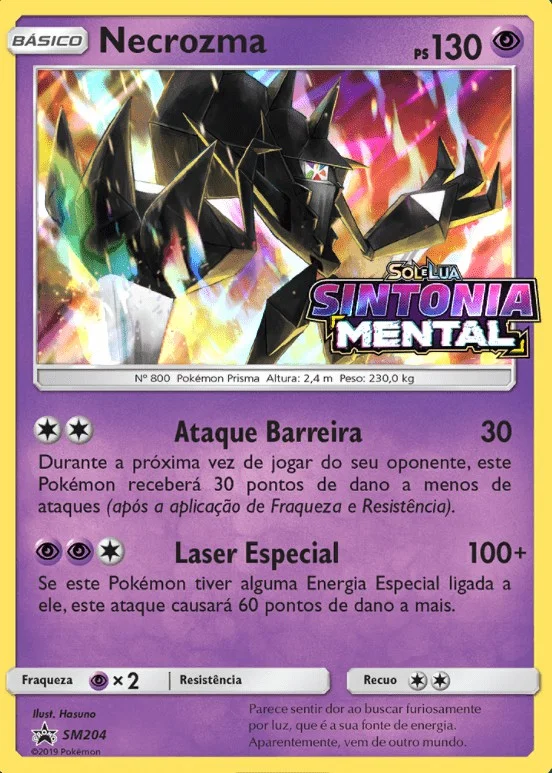 BÁSICO Necrozma PS130
SOL E LUA
SINTONIA
MENTAL
Nº 800 Pokémon Prisma Altura: 2,4 m Peso: 230,0 kg
Ataque Barreira 30
Durante a próxima vez de jogar do seu oponente, este
Pokémon receberá 30 pontos de dano a menos de
ataques (após a aplicação de Fraqueza e Resistência).
Laser Especial 100+
Se este Pokémon tiver alguma Energia Especial ligada a
ele, este ataque causará 60 pontos de dano a mais.
Fraqueza ×2 Resistência Recuo
Ilust. Hasuno
PROMO SM204
©2019 Pokémon
Parece sentir dor ao buscar furiosamente
por luz, que é a sua fonte de energia.
Aparentemente, vem de outro mundo.